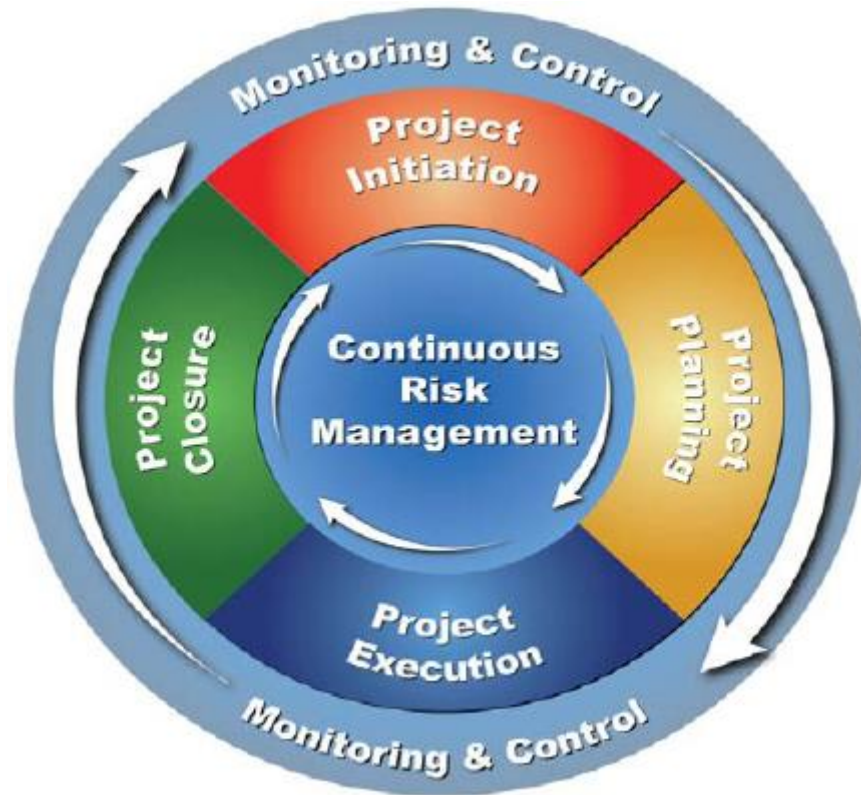 Monitoring & Control
Project
Initiation
Project
Planning
Continuous
Risk
Management
Project
Closure
Project
Execution
Monitoring & Control